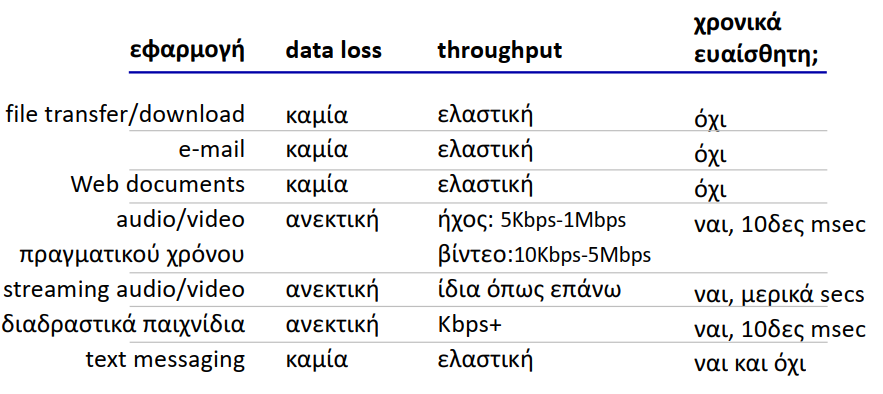 εφαρμογή data loss throughput χρονικά ευαίσθητη;
file transfer/download καμία ελαστική όχι
e-mail καμία ελαστική όχι
Web documents καμία ελαστική όχι
audio/video ανεκτική ήχος: 5Kbps-1Mbps ναι, 10δες msec
πραγματικού χρόνου βίντεο:10Kbps-5Mbps
streaming audio/video ανεκτική ίδια όπως επάνω ναι, μερικά secs
διαδραστικά παιχνίδια ανεκτική Kbps+ ναι, 10δες msec
text messaging καμία ελαστική ναι και όχι